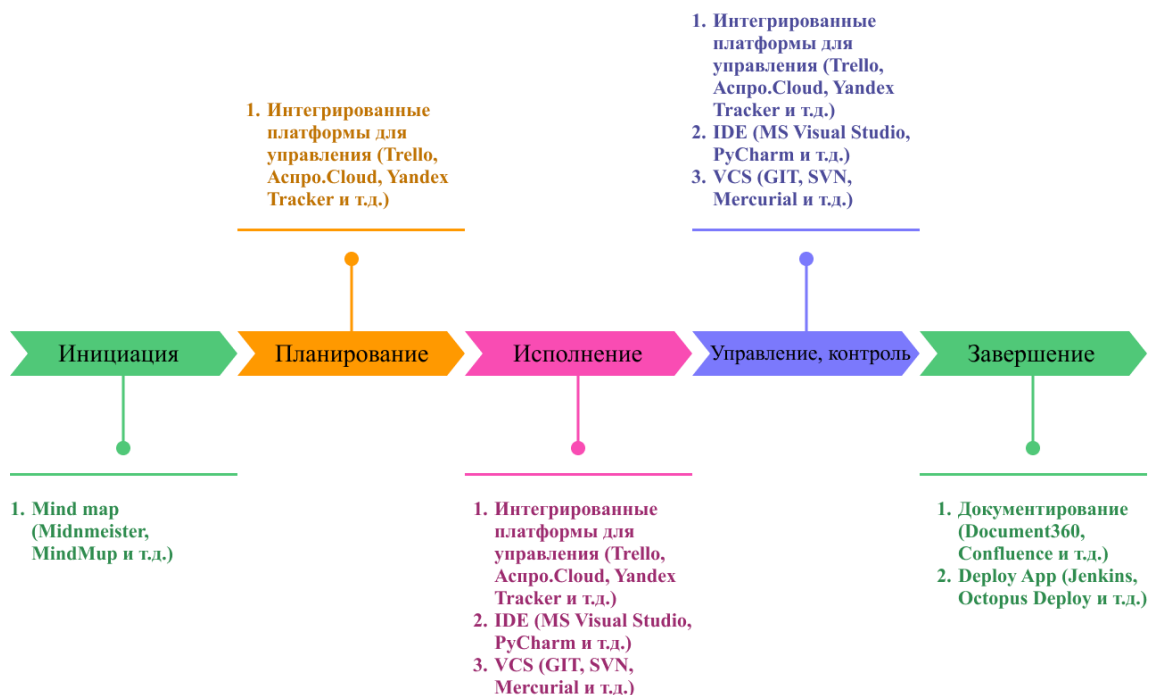 1. Интегрированные
платформы для
управления (Trello,
Аспро.Cloud, Yandex
Tracker и т.д.)
2. IDE (MS Visual Studio,
PyCharm и т.д.)
3. VCS (GIT, SVN,
Mercurial и т.д.)
1. Интегрированные
платформы для
управления (Trello,
Аспро.Cloud, Yandex
Tracker и т.д.)
Инициация
Планирование
Исполнение
Управление, контроль
Завершение
1. Mind map
(Midnmeister,
MindMup и т.д.)
1. Интегрированные
платформы для
управления (Trello,
Аспро.Cloud, Yandex
Tracker и т.д.)
2. IDE (MS Visual Studio,
PyCharm и т.д.)
3. VCS (GIT, SVN,
Mercurial и т.д.)
1. Документирование
(Document360,
Confluence и т.д.)
2. Deploy App (Jenkins,
Octopus Deploy и т.д.)